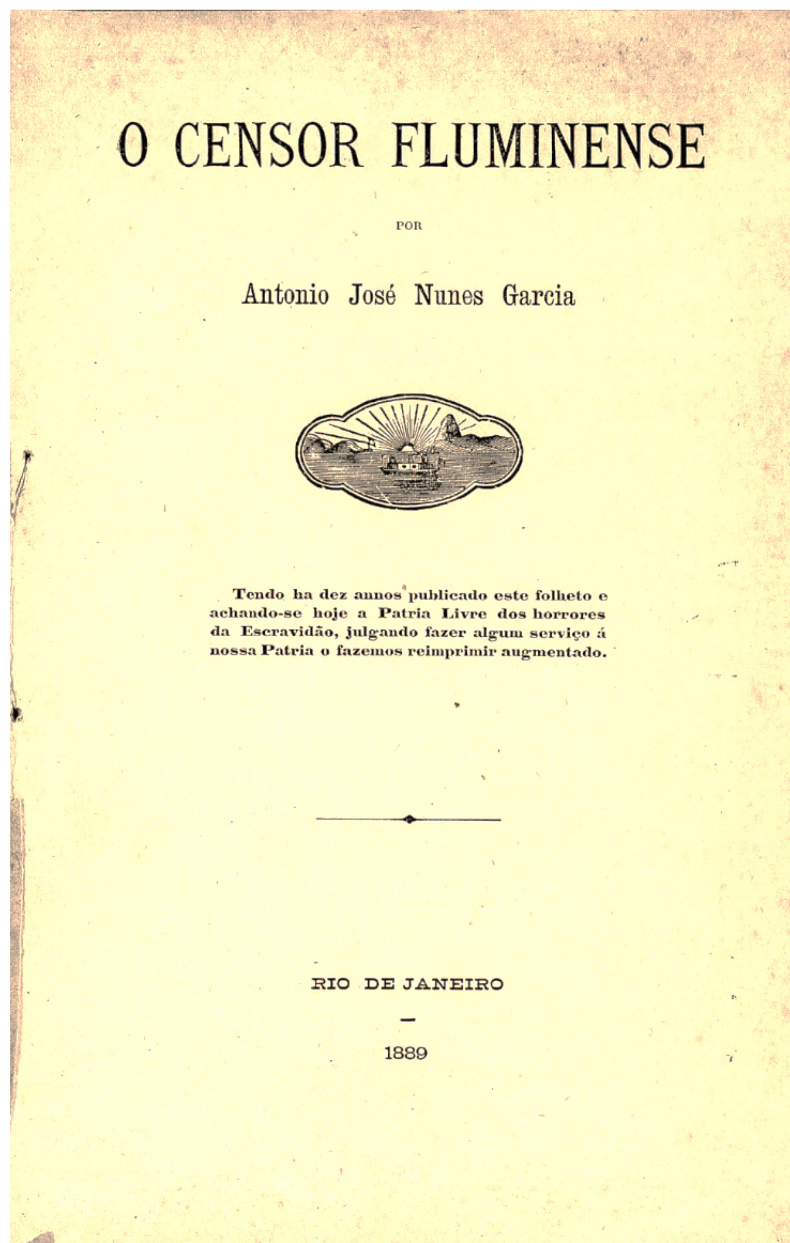 O CENSOR FLUMINENSE
POR
Antonio José Nunes Garcia
Tendo ha dez annos publicado este folheto e
achando-se hoje a Patria Livre dos horrores
da Escravidão, julgando fazer algum serviço á
nossa Patria o fazemos reimprimir augmentado.
RIO DE JANEIRO
1889